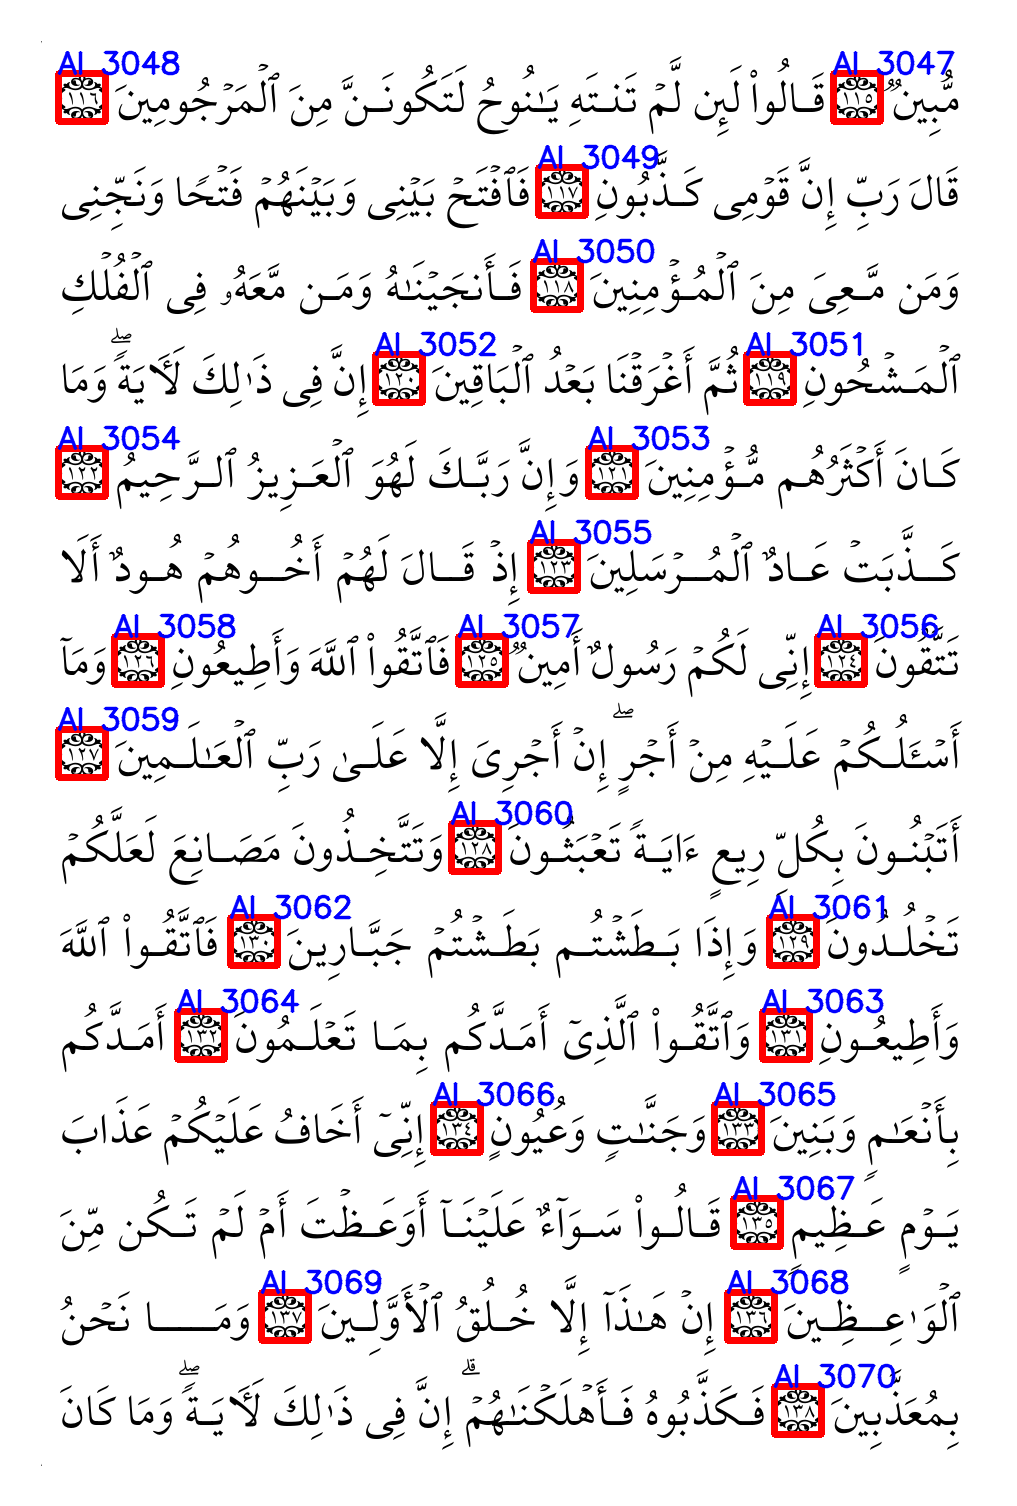 AI_3048 AI_3047
مُّبِينٌ ١١٥ قَالُوا۟ لَئِن لَّمْ تَنتَهِ يَـٰنُوحُ لَتَكُونَنَّ مِنَ ٱلْمَرْجُومِينَ ١١٦
AI_3049
قَالَ رَبِّ إِنَّ قَوْمِى كَذَّبُونِ ١١٧ فَٱفْتَحْ بَيْنِى وَبَيْنَهُمْ فَتْحًا وَنَجِّنِى
AI_3050
وَمَن مَّعِىَ مِنَ ٱلْمُؤْمِنِينَ ١١٨ فَأَنجَيْنَـٰهُ وَمَن مَّعَهُۥ فِى ٱلْفُلْكِ
AI_3052 AI_3051
ٱلْمَشْحُونِ ١١٩ ثُمَّ أَغْرَقْنَا بَعْدُ ٱلْبَاقِينَ ١٢٠ إِنَّ فِى ذَٰلِكَ لَـَٔايَةً ۖ وَمَا
AI_3054 AI_3053
كَانَ أَكْثَرُهُم مُّؤْمِنِينَ ١٢١ وَإِنَّ رَبَّكَ لَهُوَ ٱلْعَزِيزُ ٱلرَّحِيمُ ١٢٢
AI_3055
كَذَّبَتْ عَادٌ ٱلْمُرْسَلِينَ ١٢٣ إِذْ قَالَ لَهُمْ أَخُوهُمْ هُودٌ أَلَا
AI_3058 AI_3057 AI_3056
تَتَّقُونَ ١٢٤ إِنِّى لَكُمْ رَسُولٌ أَمِينٌ ١٢٥ فَٱتَّقُوا۟ ٱللَّهَ وَأَطِيعُونِ ١٢٦ وَمَآ
AI_3059
أَسْـَٔلُكُمْ عَلَيْهِ مِنْ أَجْرٍ ۖ إِنْ أَجْرِىَ إِلَّا عَلَىٰ رَبِّ ٱلْعَـٰلَمِينَ ١٢٧
AI_3060
أَتَبْنُونَ بِكُلِّ رِيعٍ ءَايَةً تَعْبَثُونَ ١٢٨ وَتَتَّخِذُونَ مَصَانِعَ لَعَلَّكُمْ
AI_3062 AI_3061
تَخْلُدُونَ ١٢٩ وَإِذَا بَطَشْتُم بَطَشْتُمْ جَبَّارِينَ ١٣٠ فَٱتَّقُوا۟ ٱللَّهَ
AI_3064 AI_3063
وَأَطِيعُونِ ١٣١ وَٱتَّقُوا۟ ٱلَّذِىٓ أَمَدَّكُم بِمَا تَعْلَمُونَ ١٣٢ أَمَدَّكُم
AI_3066 AI_3065
بِأَنْعَـٰمٍ وَبَنِينَ ١٣٣ وَجَنَّـٰتٍ وَعُيُونٍ ١٣٤ إِنِّىٓ أَخَافُ عَلَيْكُمْ عَذَابَ
AI_3067
يَوْمٍ عَظِيمٍ ١٣٥ قَالُوا۟ سَوَآءٌ عَلَيْنَآ أَوَعَظْتَ أَمْ لَمْ تَكُن مِّنَ
AI_3069 AI_3068
ٱلْوَٰعِظِينَ ١٣٦ إِنْ هَـٰذَآ إِلَّا خُلُقُ ٱلْأَوَّلِينَ ١٣٧ وَمَا نَحْنُ
AI_3070
بِمُعَذَّبِينَ ١٣٨ فَكَذَّبُوهُ فَأَهْلَكْنَـٰهُمْ ۗ إِنَّ فِى ذَٰلِكَ لَـَٔايَةً ۖ وَمَا كَانَ